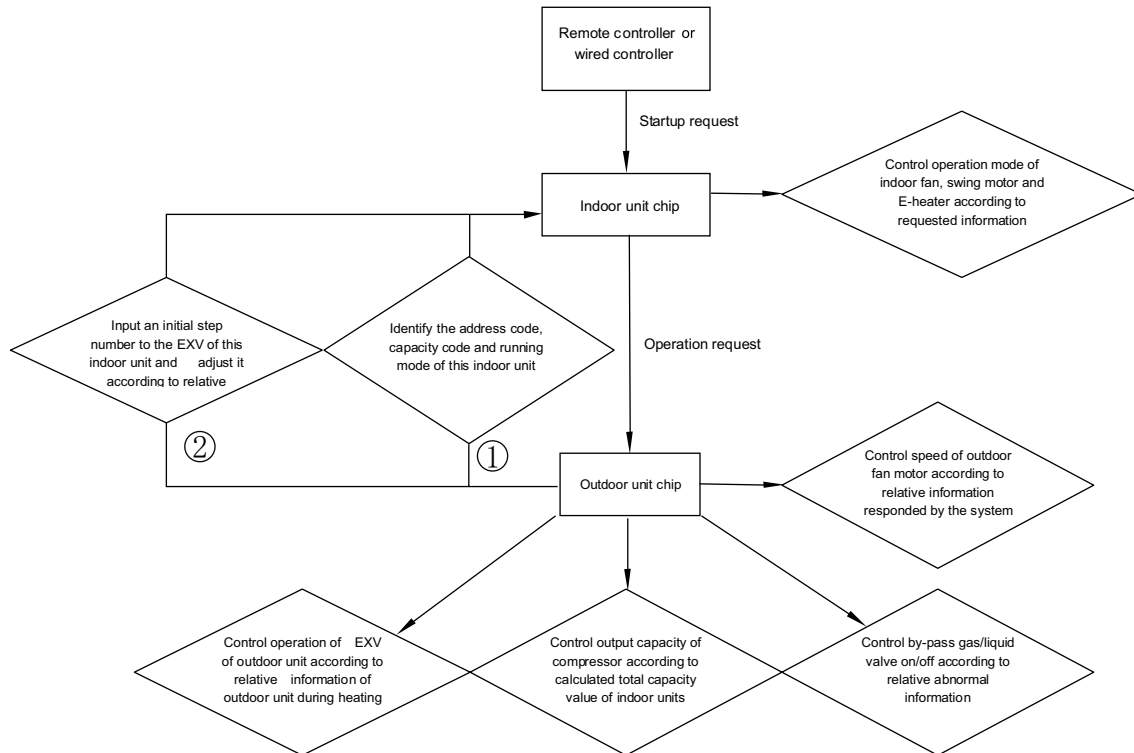 Remote controller or
wired controller
Startup request
Control operation mode of
indoor fan, swing motor and
E-heater according to
requested information
Indoor unit chip
Input an initial step
number to the EXV of this
indoor unit and adjust it
according to relative
Identify the address code,
capacity code and running
mode of this indoor unit
Operation request
②
①
Outdoor unit chip
Control speed of outdoor
fan motor according to
relative information
responded by the system
Control operation of EXV
of outdoor unit according to
relative information of
outdoor unit during heating
Control output capacity of
compressor according to
calculated total capacity
value of indoor units
Control by-pass gas/liquid
valve on/off according to
relative abnormal
information